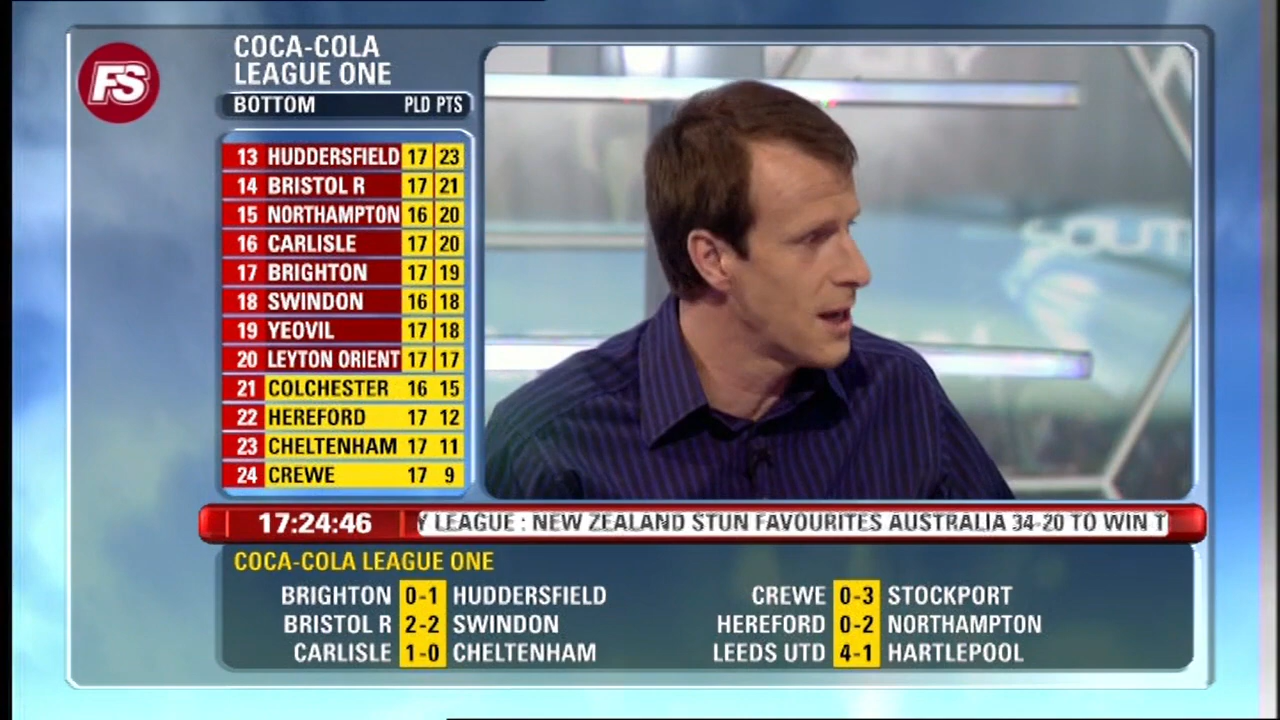 FS
COCA-COLA
LEAGUE ONE
BOTTOM PLD PTS
13 HUDDERSFIELD 17 23
14 BRISTOL R 17 21
15 NORTHAMPTON 16 20
16 CARLISLE 17 20
17 BRIGHTON 17 19
18 SWINDON 16 18
19 YEOVIL 17 18
20 LEYTON ORIENT 17 17
21 COLCHESTER 16 15
22 HEREFORD 17 12
23 CHELTENHAM 17 11
24 CREWE 17 9
17:24:46 Y LEAGUE : NEW ZEALAND STUN FAVOURITES AUSTRALIA 34-20 TO WIN T
COCA-COLA LEAGUE ONE
BRIGHTON 0-1 HUDDERSFIELD CREWE 0-3 STOCKPORT
BRISTOL R 2-2 SWINDON HEREFORD 0-2 NORTHAMPTON
CARLISLE 1-0 CHELTENHAM LEEDS UTD 4-1 HARTLEPOOL